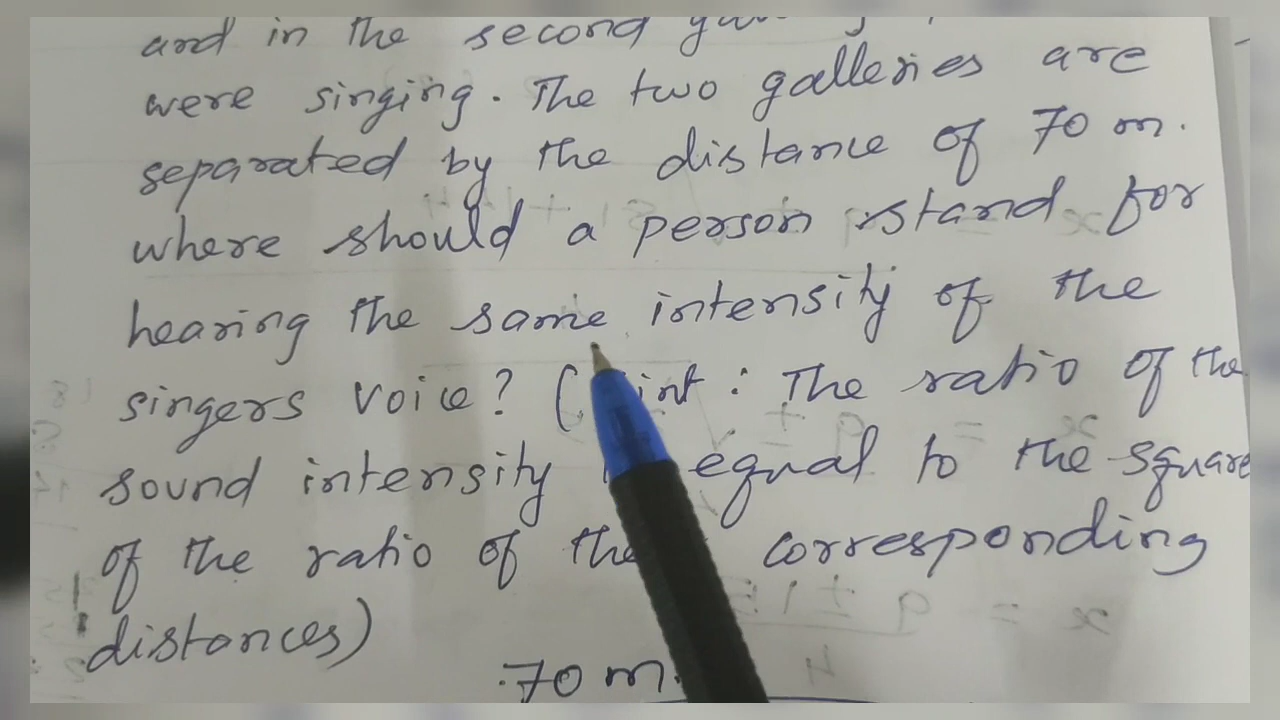 and in the second
were singing. The two galleries are
separated by the distance of 70 m.
where should a person stand for
hearing the same intensity of the
singers voice? ( : The ratio of the
sound intensity equal to the square
of the ratio of the corresponding
distances)
70 m.